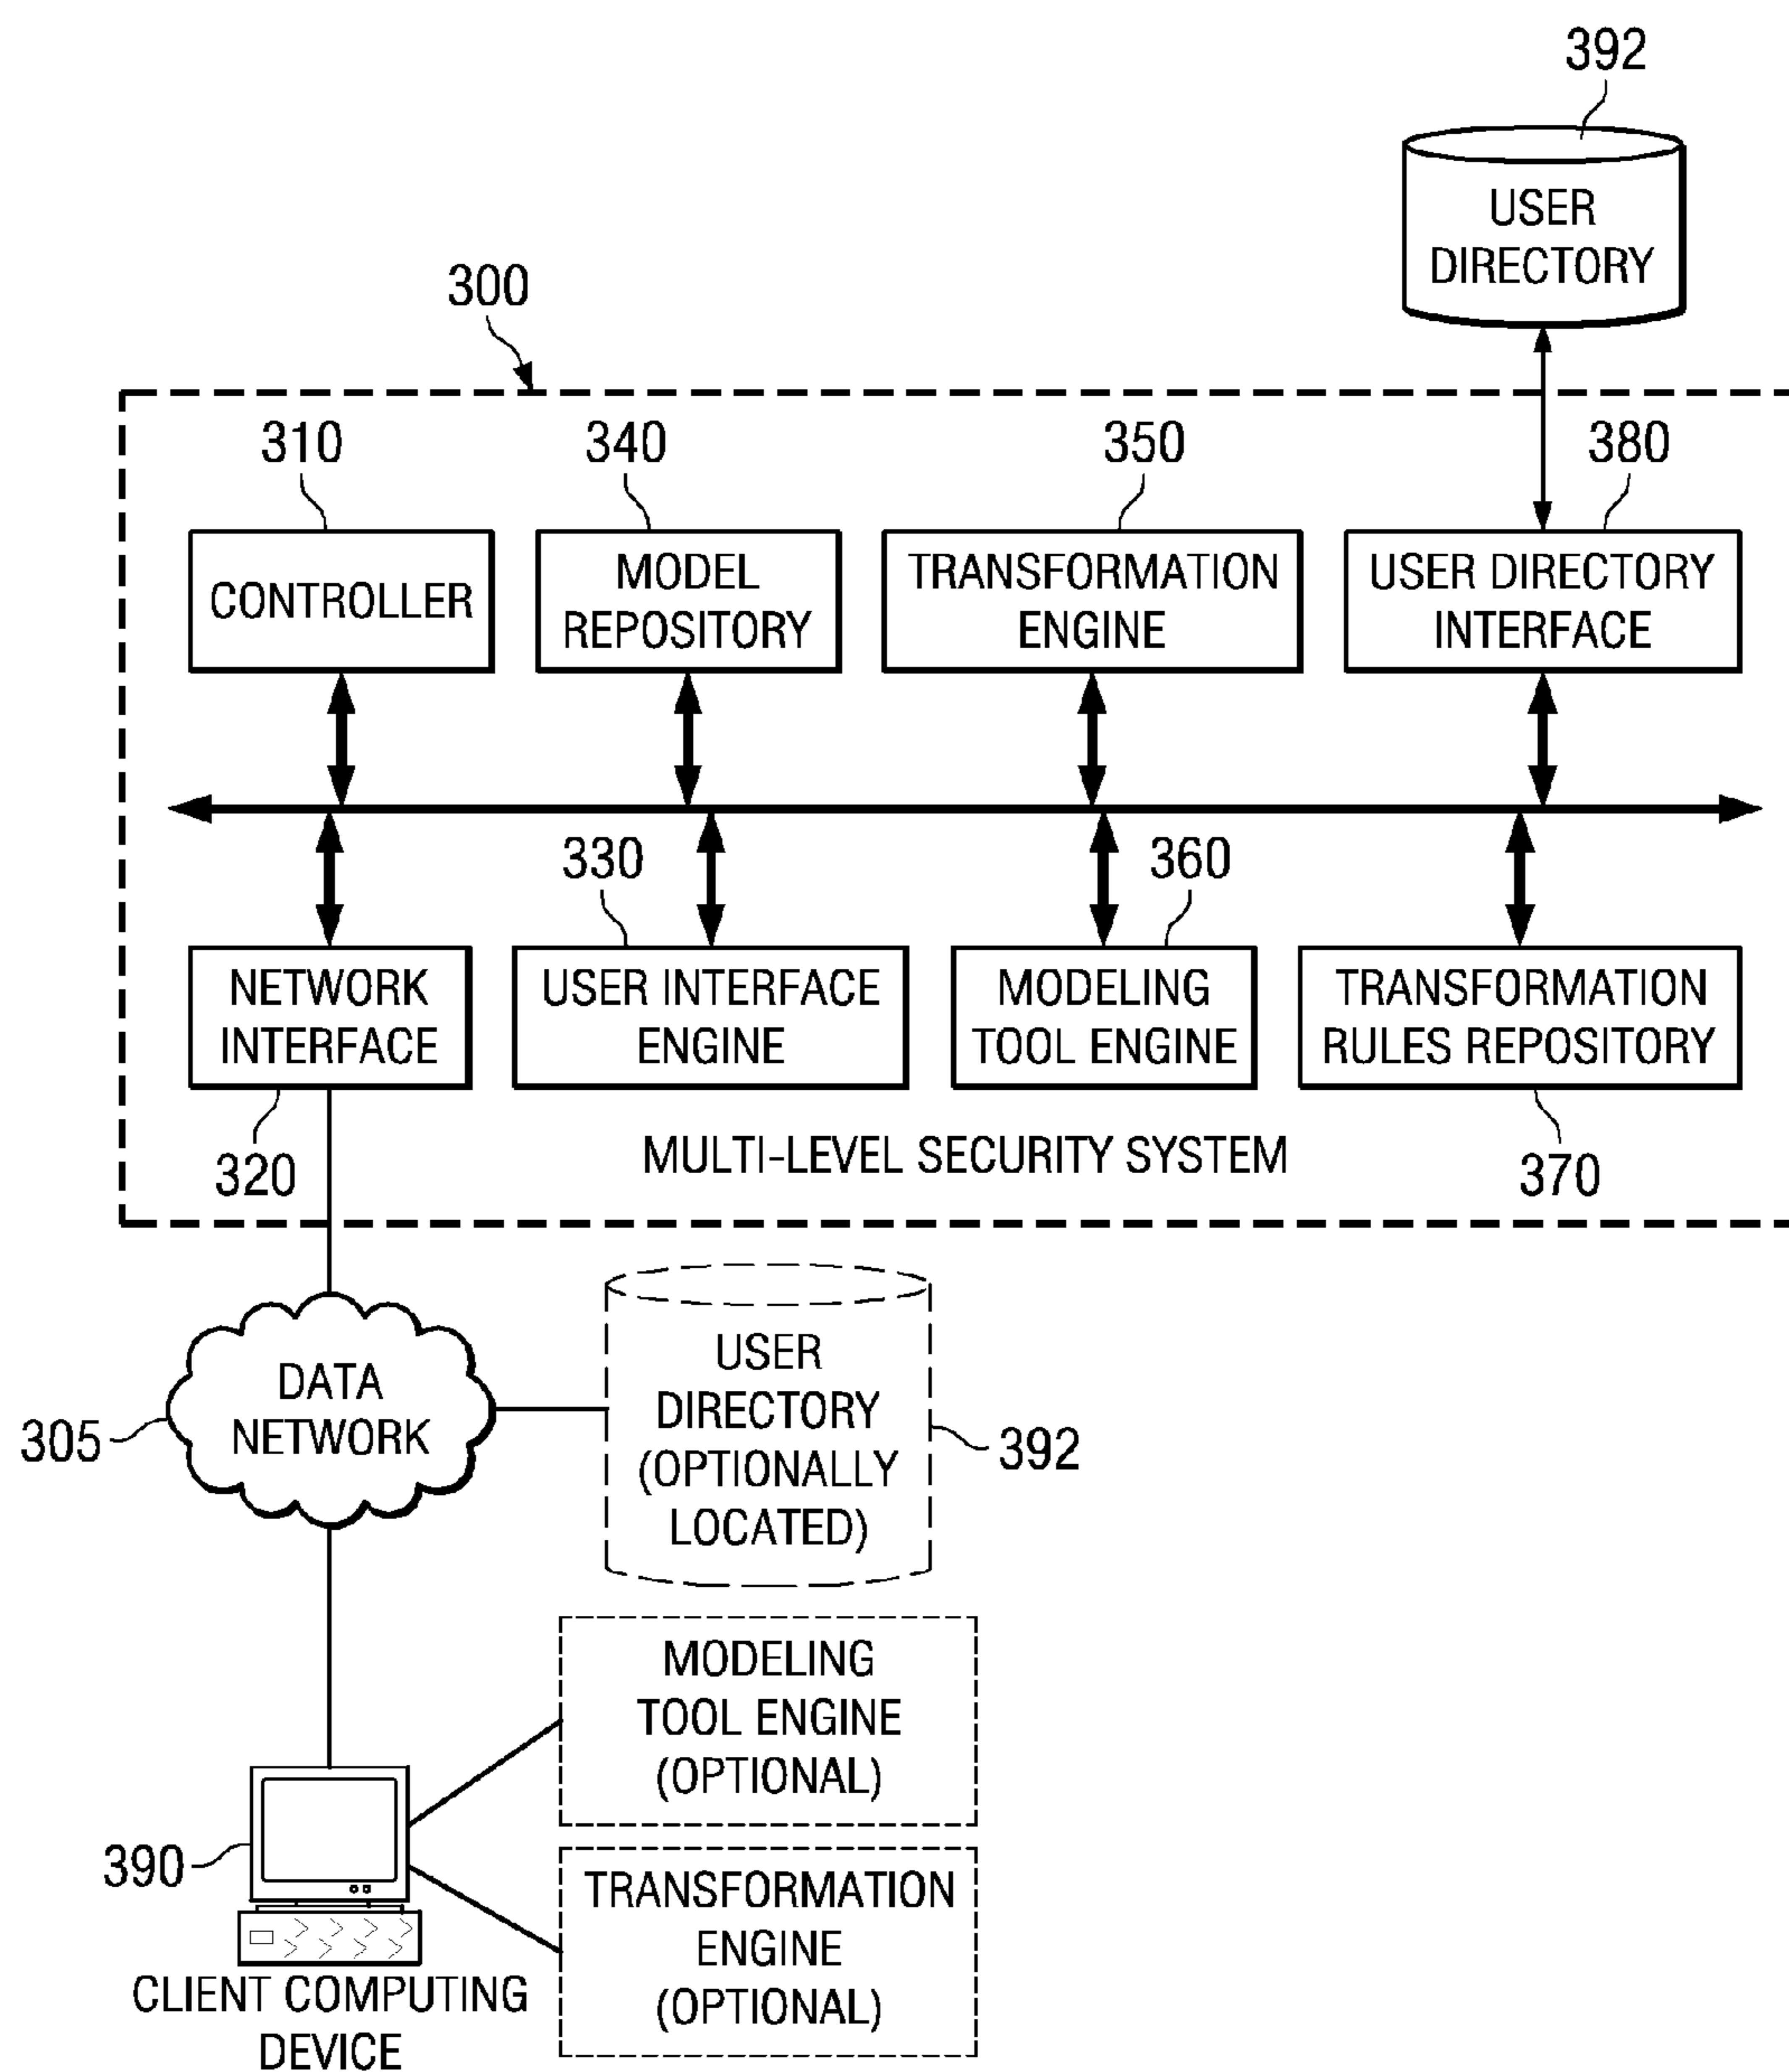 392
USER
DIRECTORY
300
310
340
350
380
CONTROLLER
MODEL
REPOSITORY
TRANSFORMATION
ENGINE
USER DIRECTORY
INTERFACE
330
360
NETWORK
INTERFACE
USER INTERFACE
ENGINE
MODELING
TOOL ENGINE
TRANSFORMATION
RULES REPOSITORY
320
MULTI-LEVEL SECURITY SYSTEM
370
DATA
NETWORK
305
USER
DIRECTORY
(OPTIONALLY
LOCATED)
392
MODELING
TOOL ENGINE
(OPTIONAL)
390
TRANSFORMATION
ENGINE
(OPTIONAL)
CLIENT COMPUTING
DEVICE